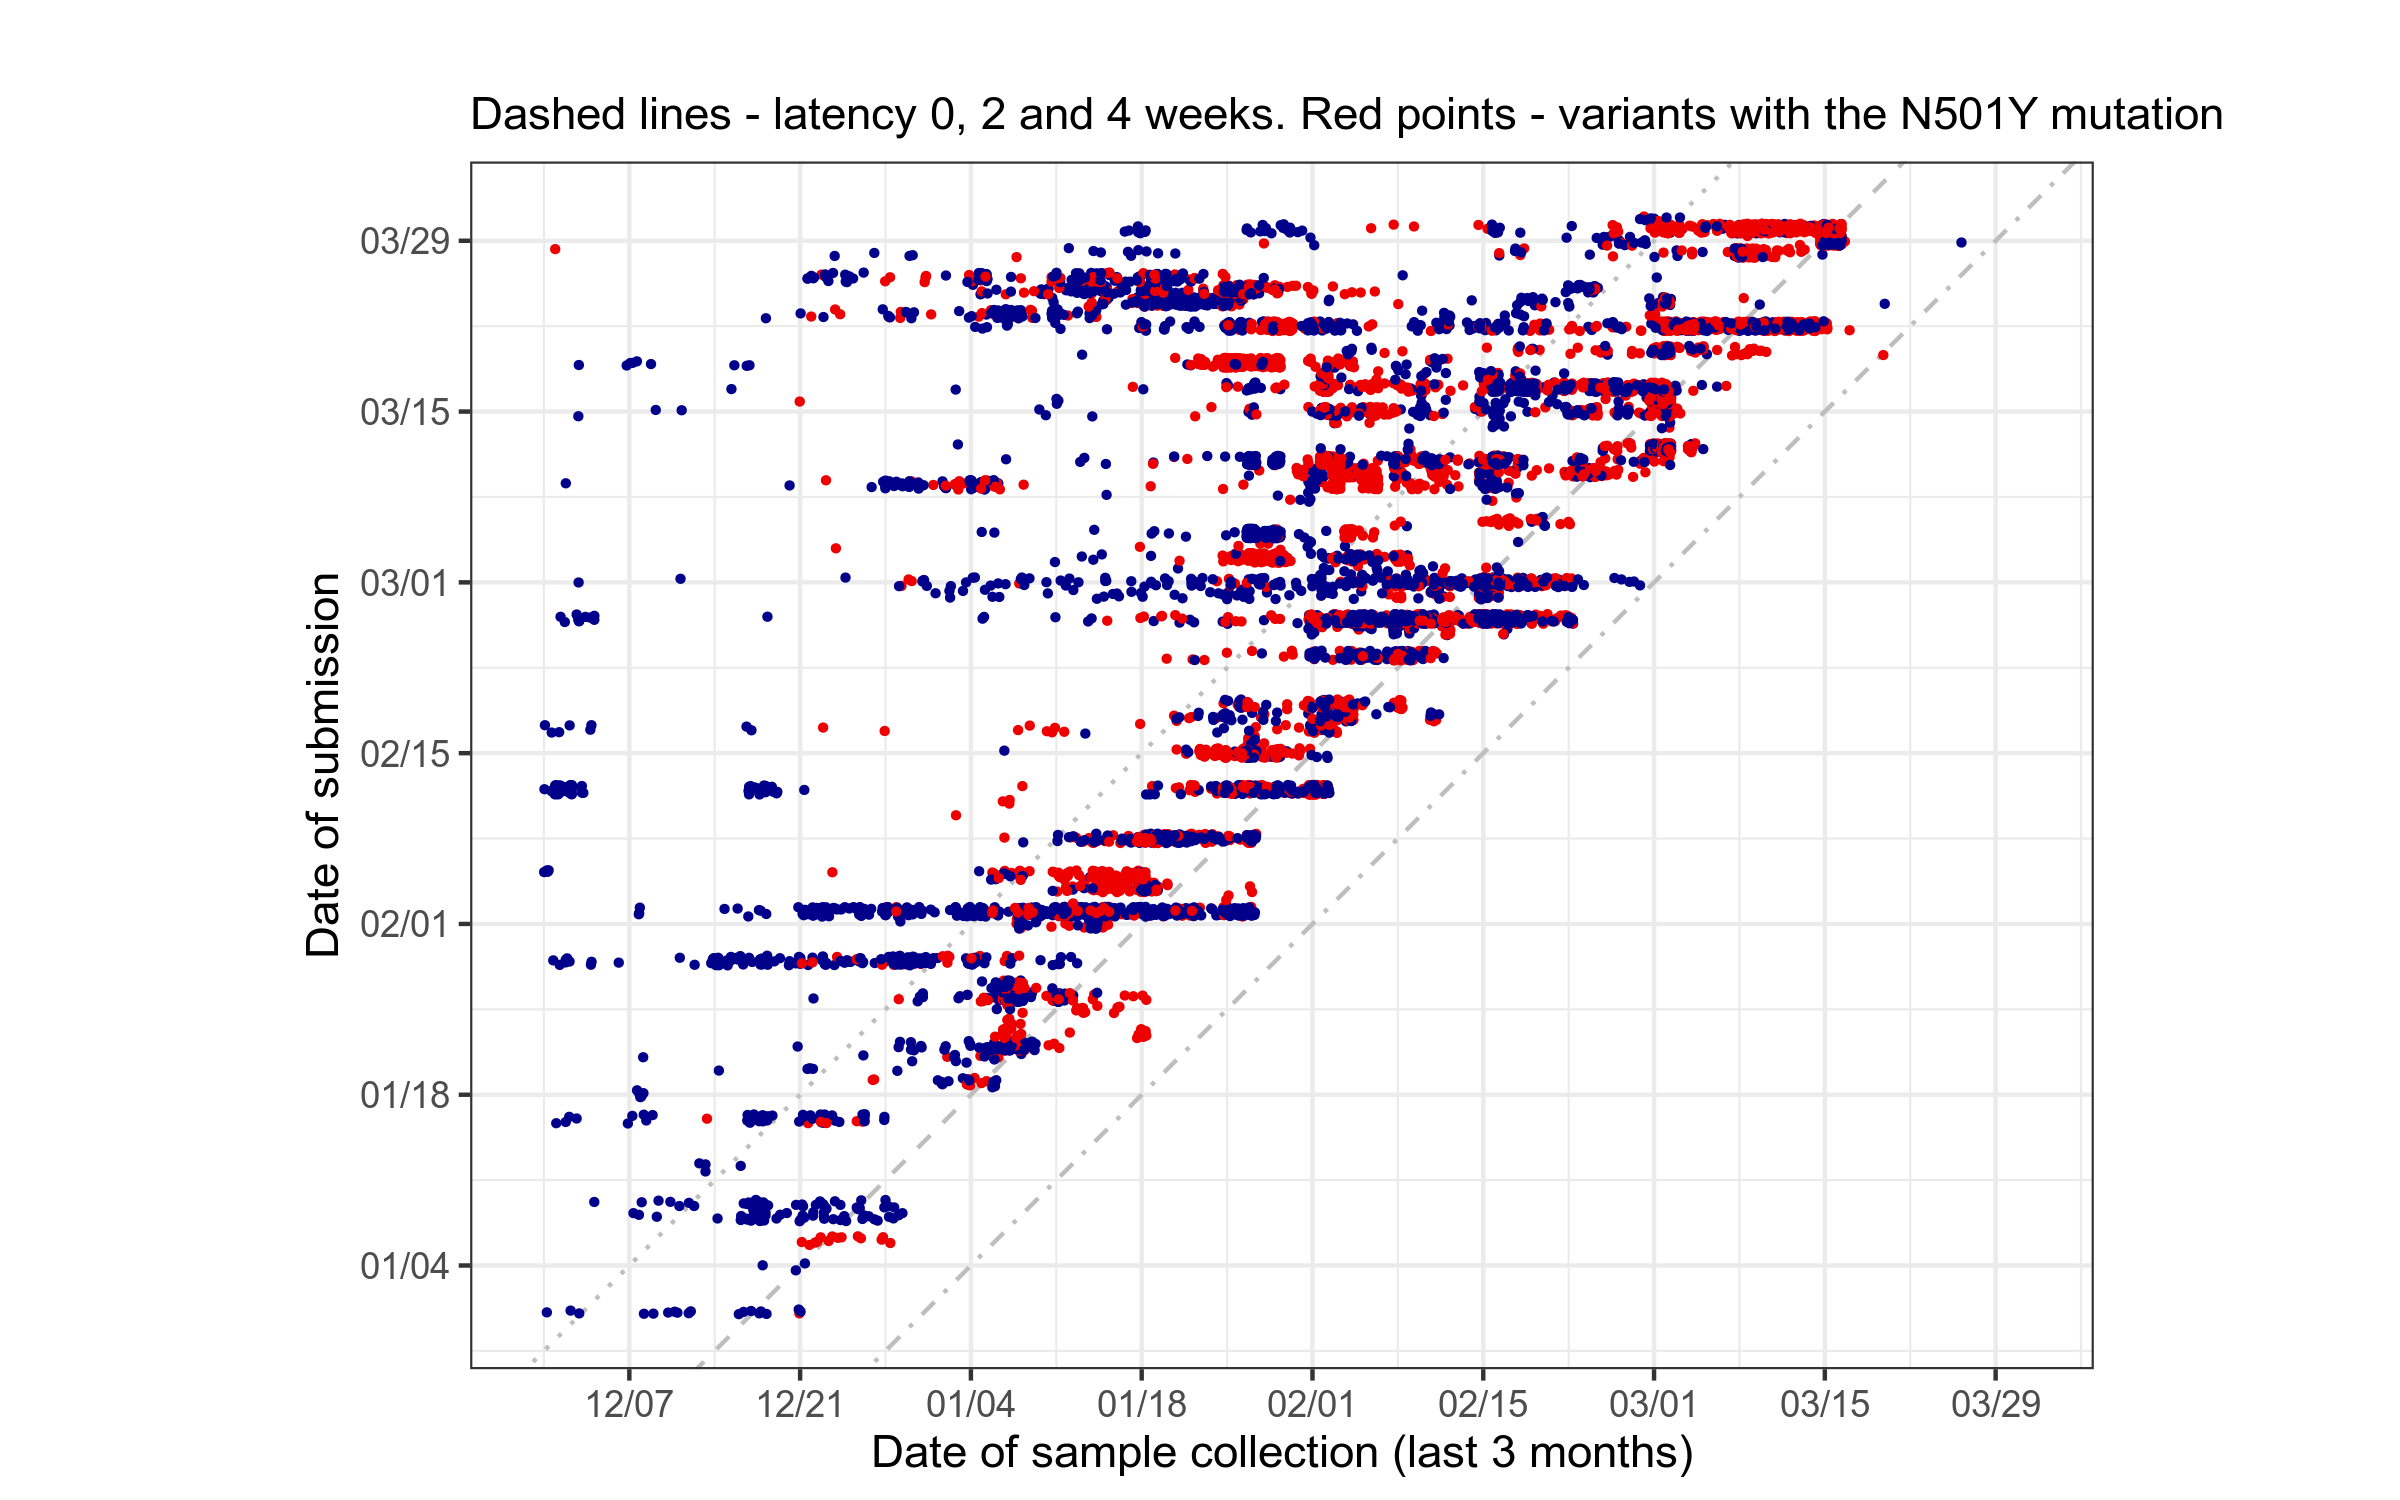 Dashed lines - latency 0, 2 and 4 weeks. Red points - variants with the N501Y mutation
Date of submission
03/29
03/15
03/01
02/15
02/01
01/18
01/04
12/07 12/21 01/04 01/18 02/01 02/15 03/01 03/15 03/29
Date of sample collection (last 3 months)